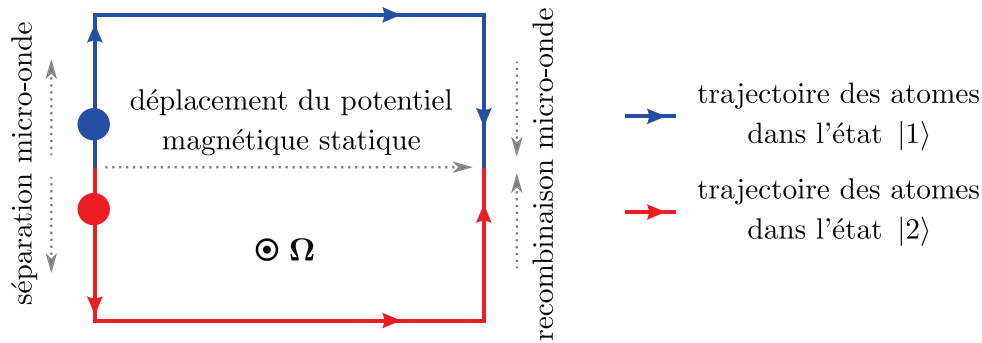 séparation micro-onde
déplacement du potentiel
magnétique statique
Ω
recombinaison micro-onde
trajectoire des atomes
dans l'état |1⟩
trajectoire des atomes
dans l'état |2⟩